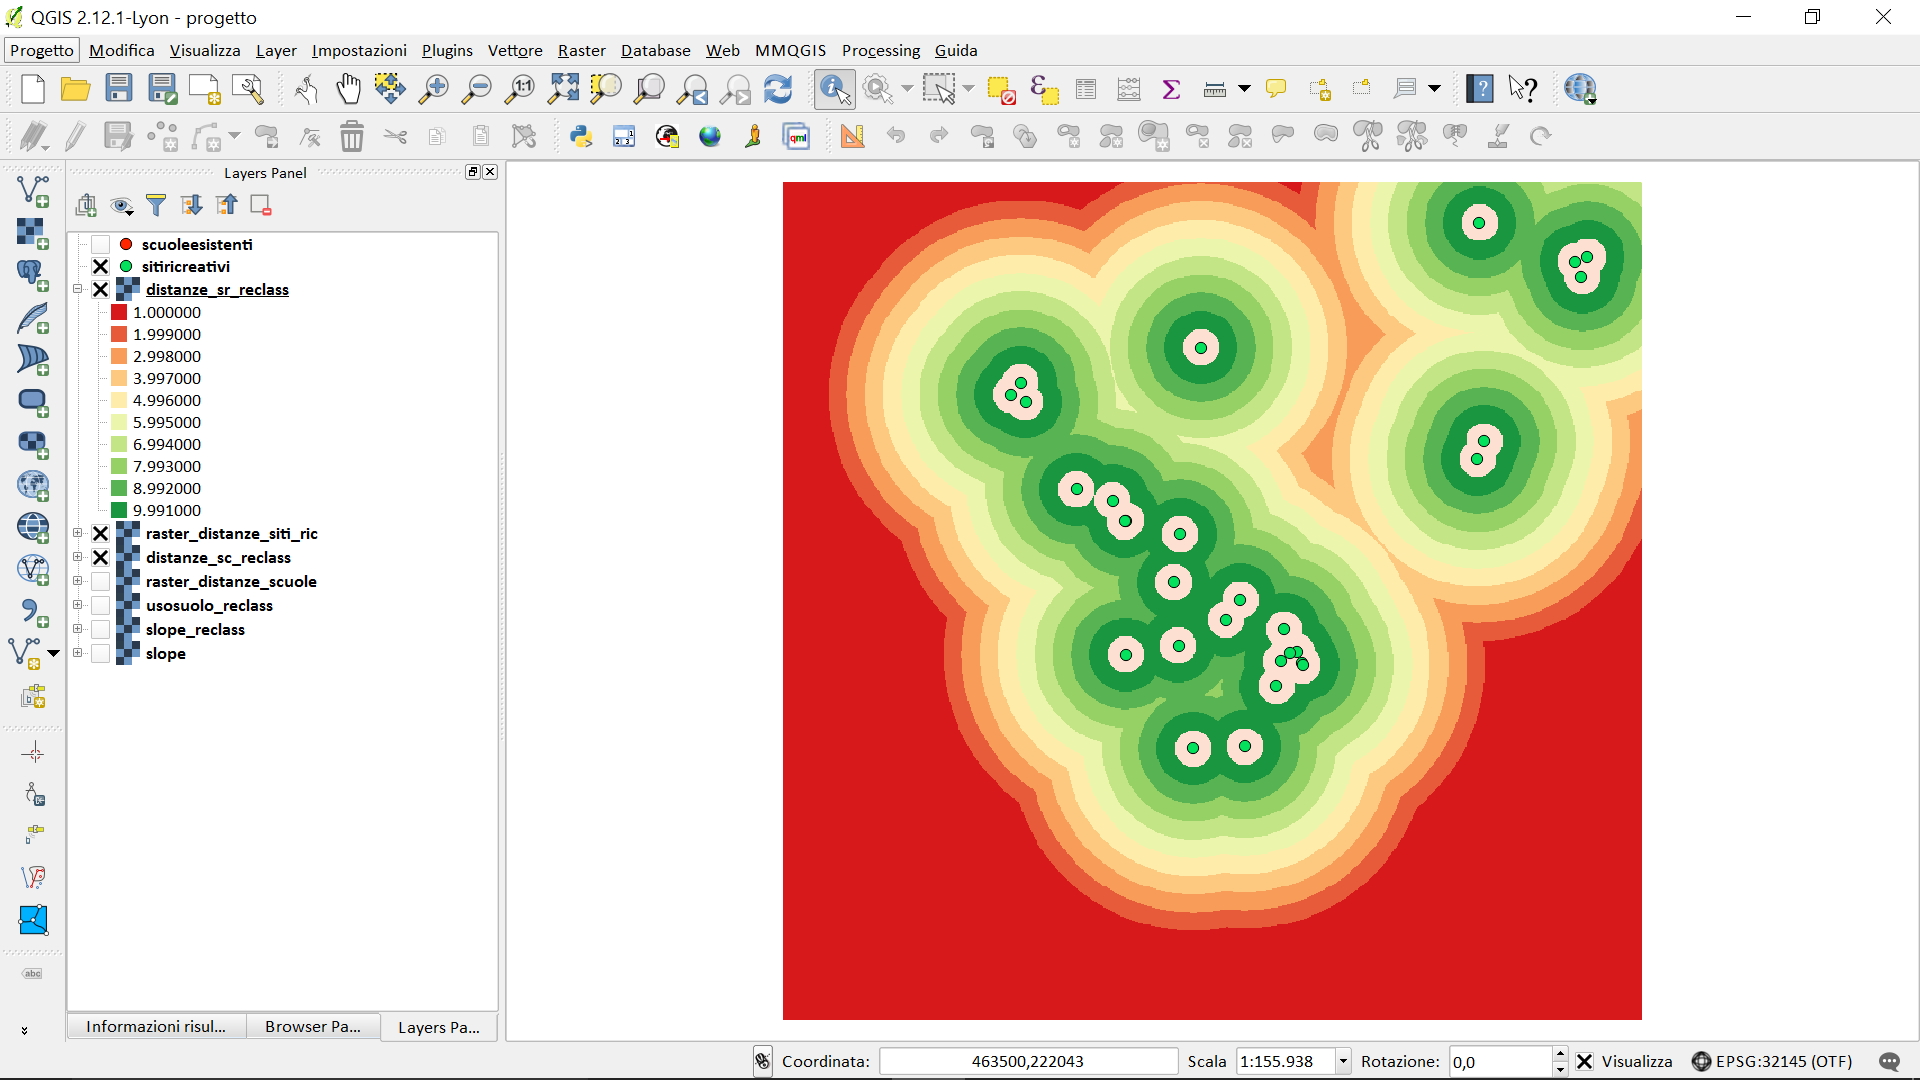 QGIS 2.12.1-Lyon - progetto
Progetto Modifica Visualizza Layer Impostazioni Plugins Vettore Raster Database Web MMQGIS Processing Guida
Layers Panel
scuoleesistenti
sitiricreativi
distanze_sr_reclass
1.000000
1.999000
2.998000
3.997000
4.996000
5.995000
6.994000
7.993000
8.992000
9.991000
raster_distanze_siti_ric
distanze_sc_reclass
raster_distanze_scuole
usosuolo_reclass
slope_reclass
slope
Informazioni risul... Browser Pa... Layers Pa...
Coordinata: 463500,222043 Scala 1:155.938 Rotazione: 0,0 Visualizza EPSG:32145 (OTF)